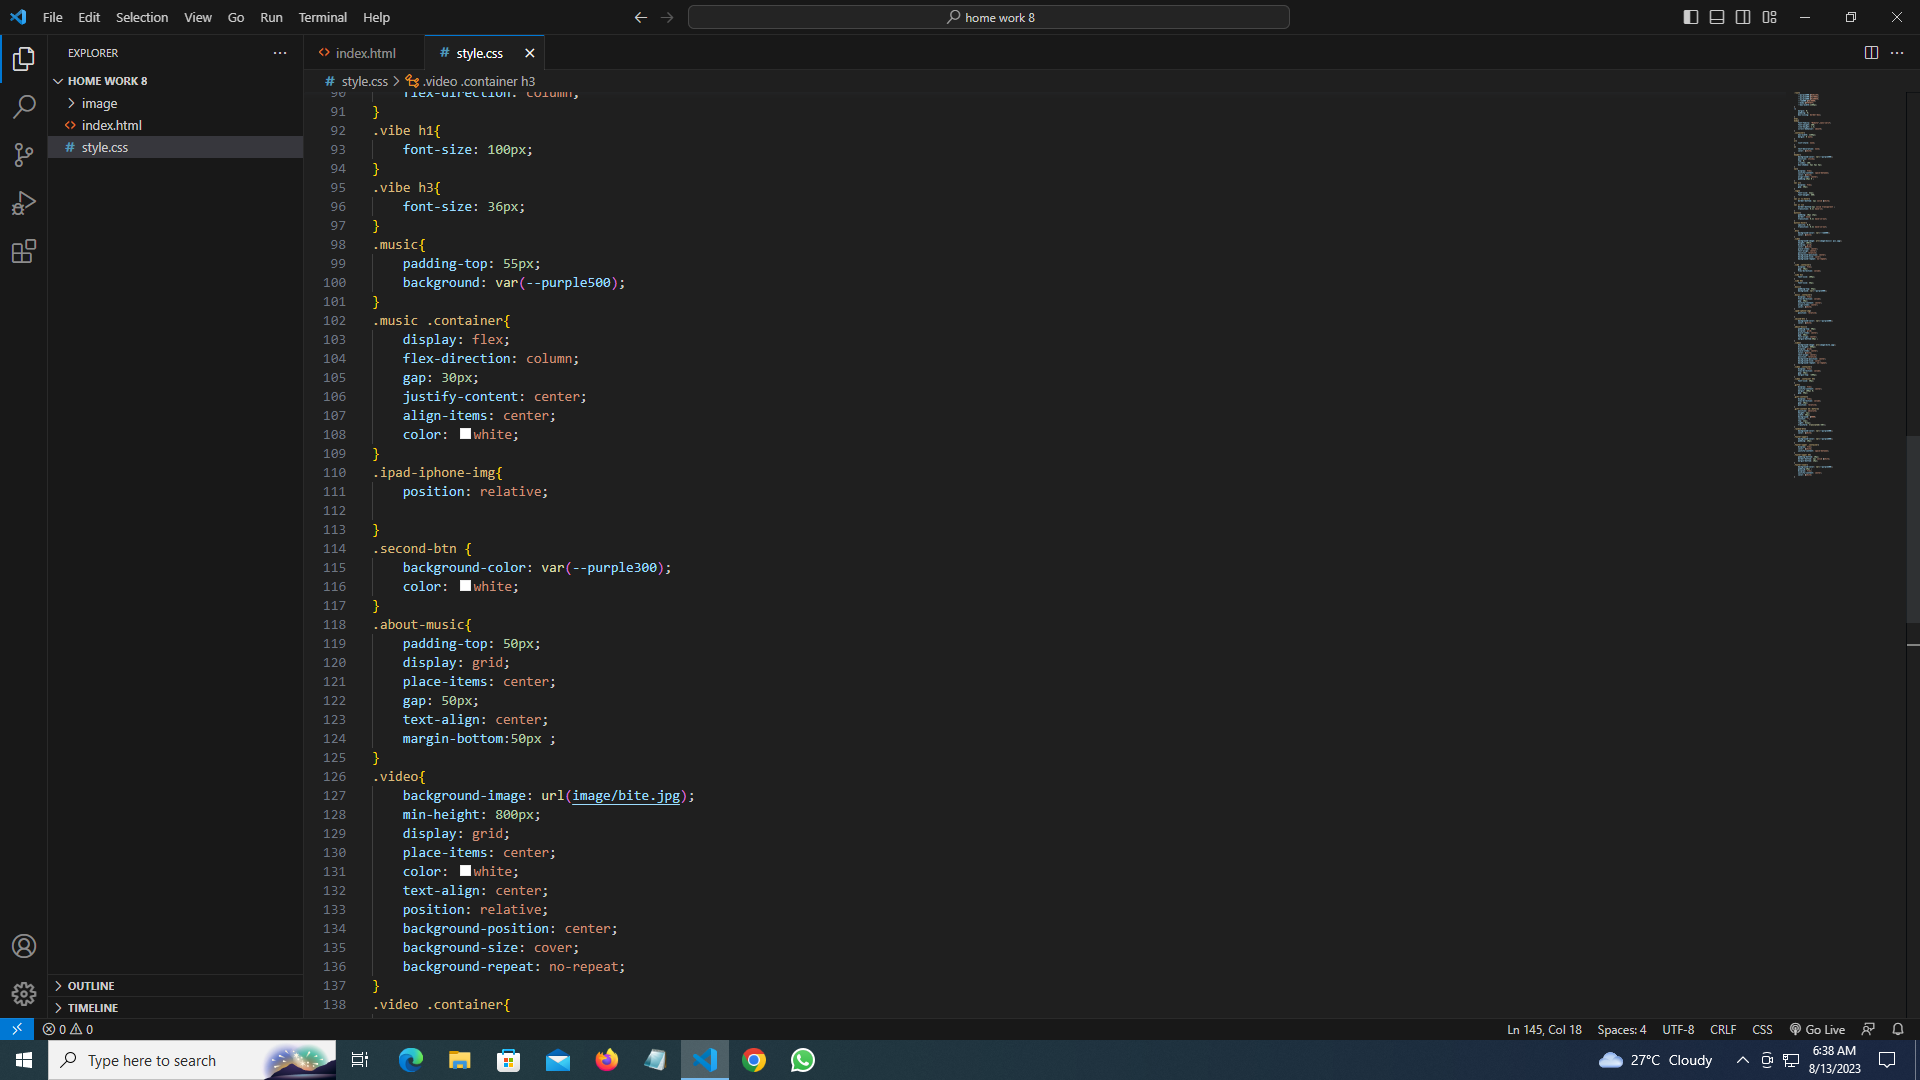 File Edit Selection View Go Run Terminal Help
home work 8
EXPLORER
HOME WORK 8
image
index.html
style.css
index.html
style.css
style.css > .video .container h3
90 flex-direction: column;
91 }
92 .vibe h1{
93 font-size: 100px;
94 }
95 .vibe h3{
96 font-size: 36px;
97 }
98 .music{
99 padding-top: 55px;
100 background: var(--purple500);
101 }
102 .music .container{
103 display: flex;
104 flex-direction: column;
105 gap: 30px;
106 justify-content: center;
107 align-items: center;
108 color: white;
109 }
110 .ipad-iphone-img{
111 position: relative;
112
113 }
114 .second-btn {
115 background-color: var(--purple300);
116 color: white;
117 }
118 .about-music{
119 padding-top: 50px;
120 display: grid;
121 place-items: center;
122 gap: 50px;
123 text-align: center;
124 margin-bottom:50px ;
125 }
126 .video{
127 background-image: url(image/bite.jpg);
128 min-height: 800px;
129 display: grid;
130 place-items: center;
131 color: white;
132 text-align: center;
133 position: relative;
134 background-position: center;
135 background-size: cover;
136 background-repeat: no-repeat;
137 }
138 .video .container{
OUTLINE
TIMELINE
0 0
Ln 145, Col 18 Spaces: 4 UTF-8 CRLF CSS Go Live
Type here to search
27°C Cloudy
6:38 AM
8/13/2023